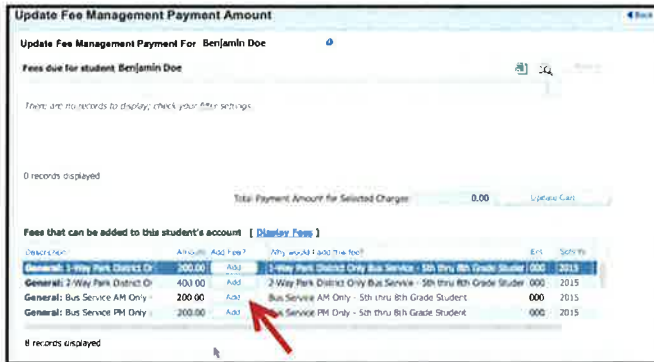 Update Fee Management Payment Amount
Back
Update Fee Management Payment For Benjamin Doe
Fees due for student Benjamin Doe
There are no records to display; check your filter settings.
0 records displayed
Total Payment Amount for Selected Charges: 0.00 Update Cart
Fees that can be added to this student's account [ Display Fees ]
Description Amount Add Fee? Why would I add the fee? Ent Sch Yr
General: 1-Way Park District Or 200.00 Add 1-Way Park District Only Bus Service - 5th thru 8th Grade Studer 000 2015
General: 2-Way Park District Or 400.00 Add 2-Way Park District Only Bus Service - 5th thru 8th Grade Studer 000 2015
General: Bus Service AM Only - 200.00 Add Bus Service AM Only - 5th thru 8th Grade Student 000 2015
General: Bus Service PM Only - 200.00 Add Bus Service PM Only - 5th thru 8th Grade Student 000 2015
8 records displayed